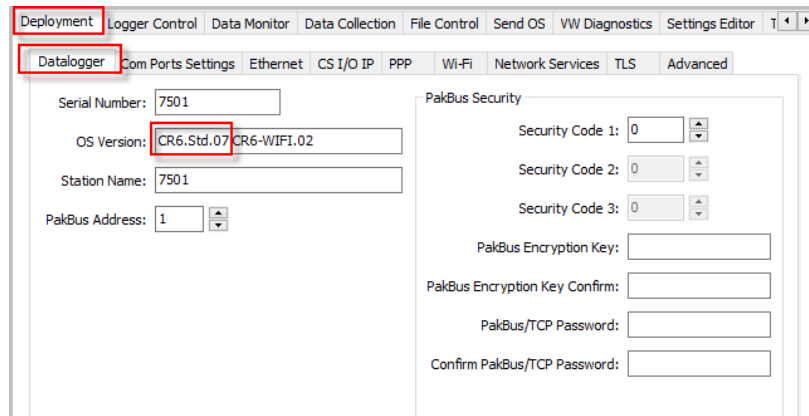 Deployment Logger Control Data Monitor Data Collection File Control Send OS VW Diagnostics Settings Editor T
Datalogger Com Ports Settings Ethernet CS I/O IP PPP Wi-Fi Network Services TLS Advanced
Serial Number: 7501
OS Version: CR6.Std.07 CR6-WIFI.02
Station Name: 7501
PakBus Address: 1
PakBus Security
Security Code 1: 0
Security Code 2: 0
Security Code 3: 0
PakBus Encryption Key:
PakBus Encryption Key Confirm:
PakBus/TCP Password:
Confirm PakBus/TCP Password: